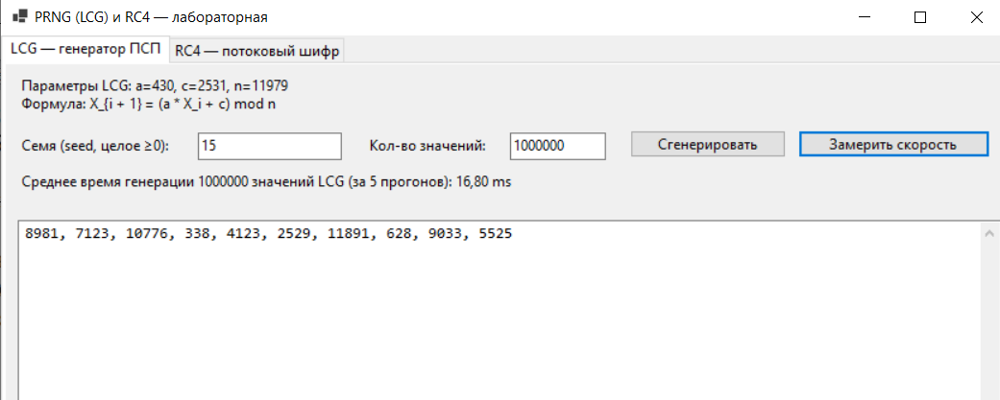 PRNG (LCG) и RC4 — лабораторная
LCG — генератор ПСП RC4 — потоковый шифр
Параметры LCG: a=430, c=2531, n=11979
Формула: X_{i + 1} = (a * X_i + c) mod n
Семя (seed, целое ≥0): 15 Кол-во значений: 1000000 Сгенерировать Замерить скорость
Среднее время генерации 1000000 значений LCG (за 5 прогонов): 16,80 ms
8981, 7123, 10776, 338, 4123, 2529, 11891, 628, 9033, 5525